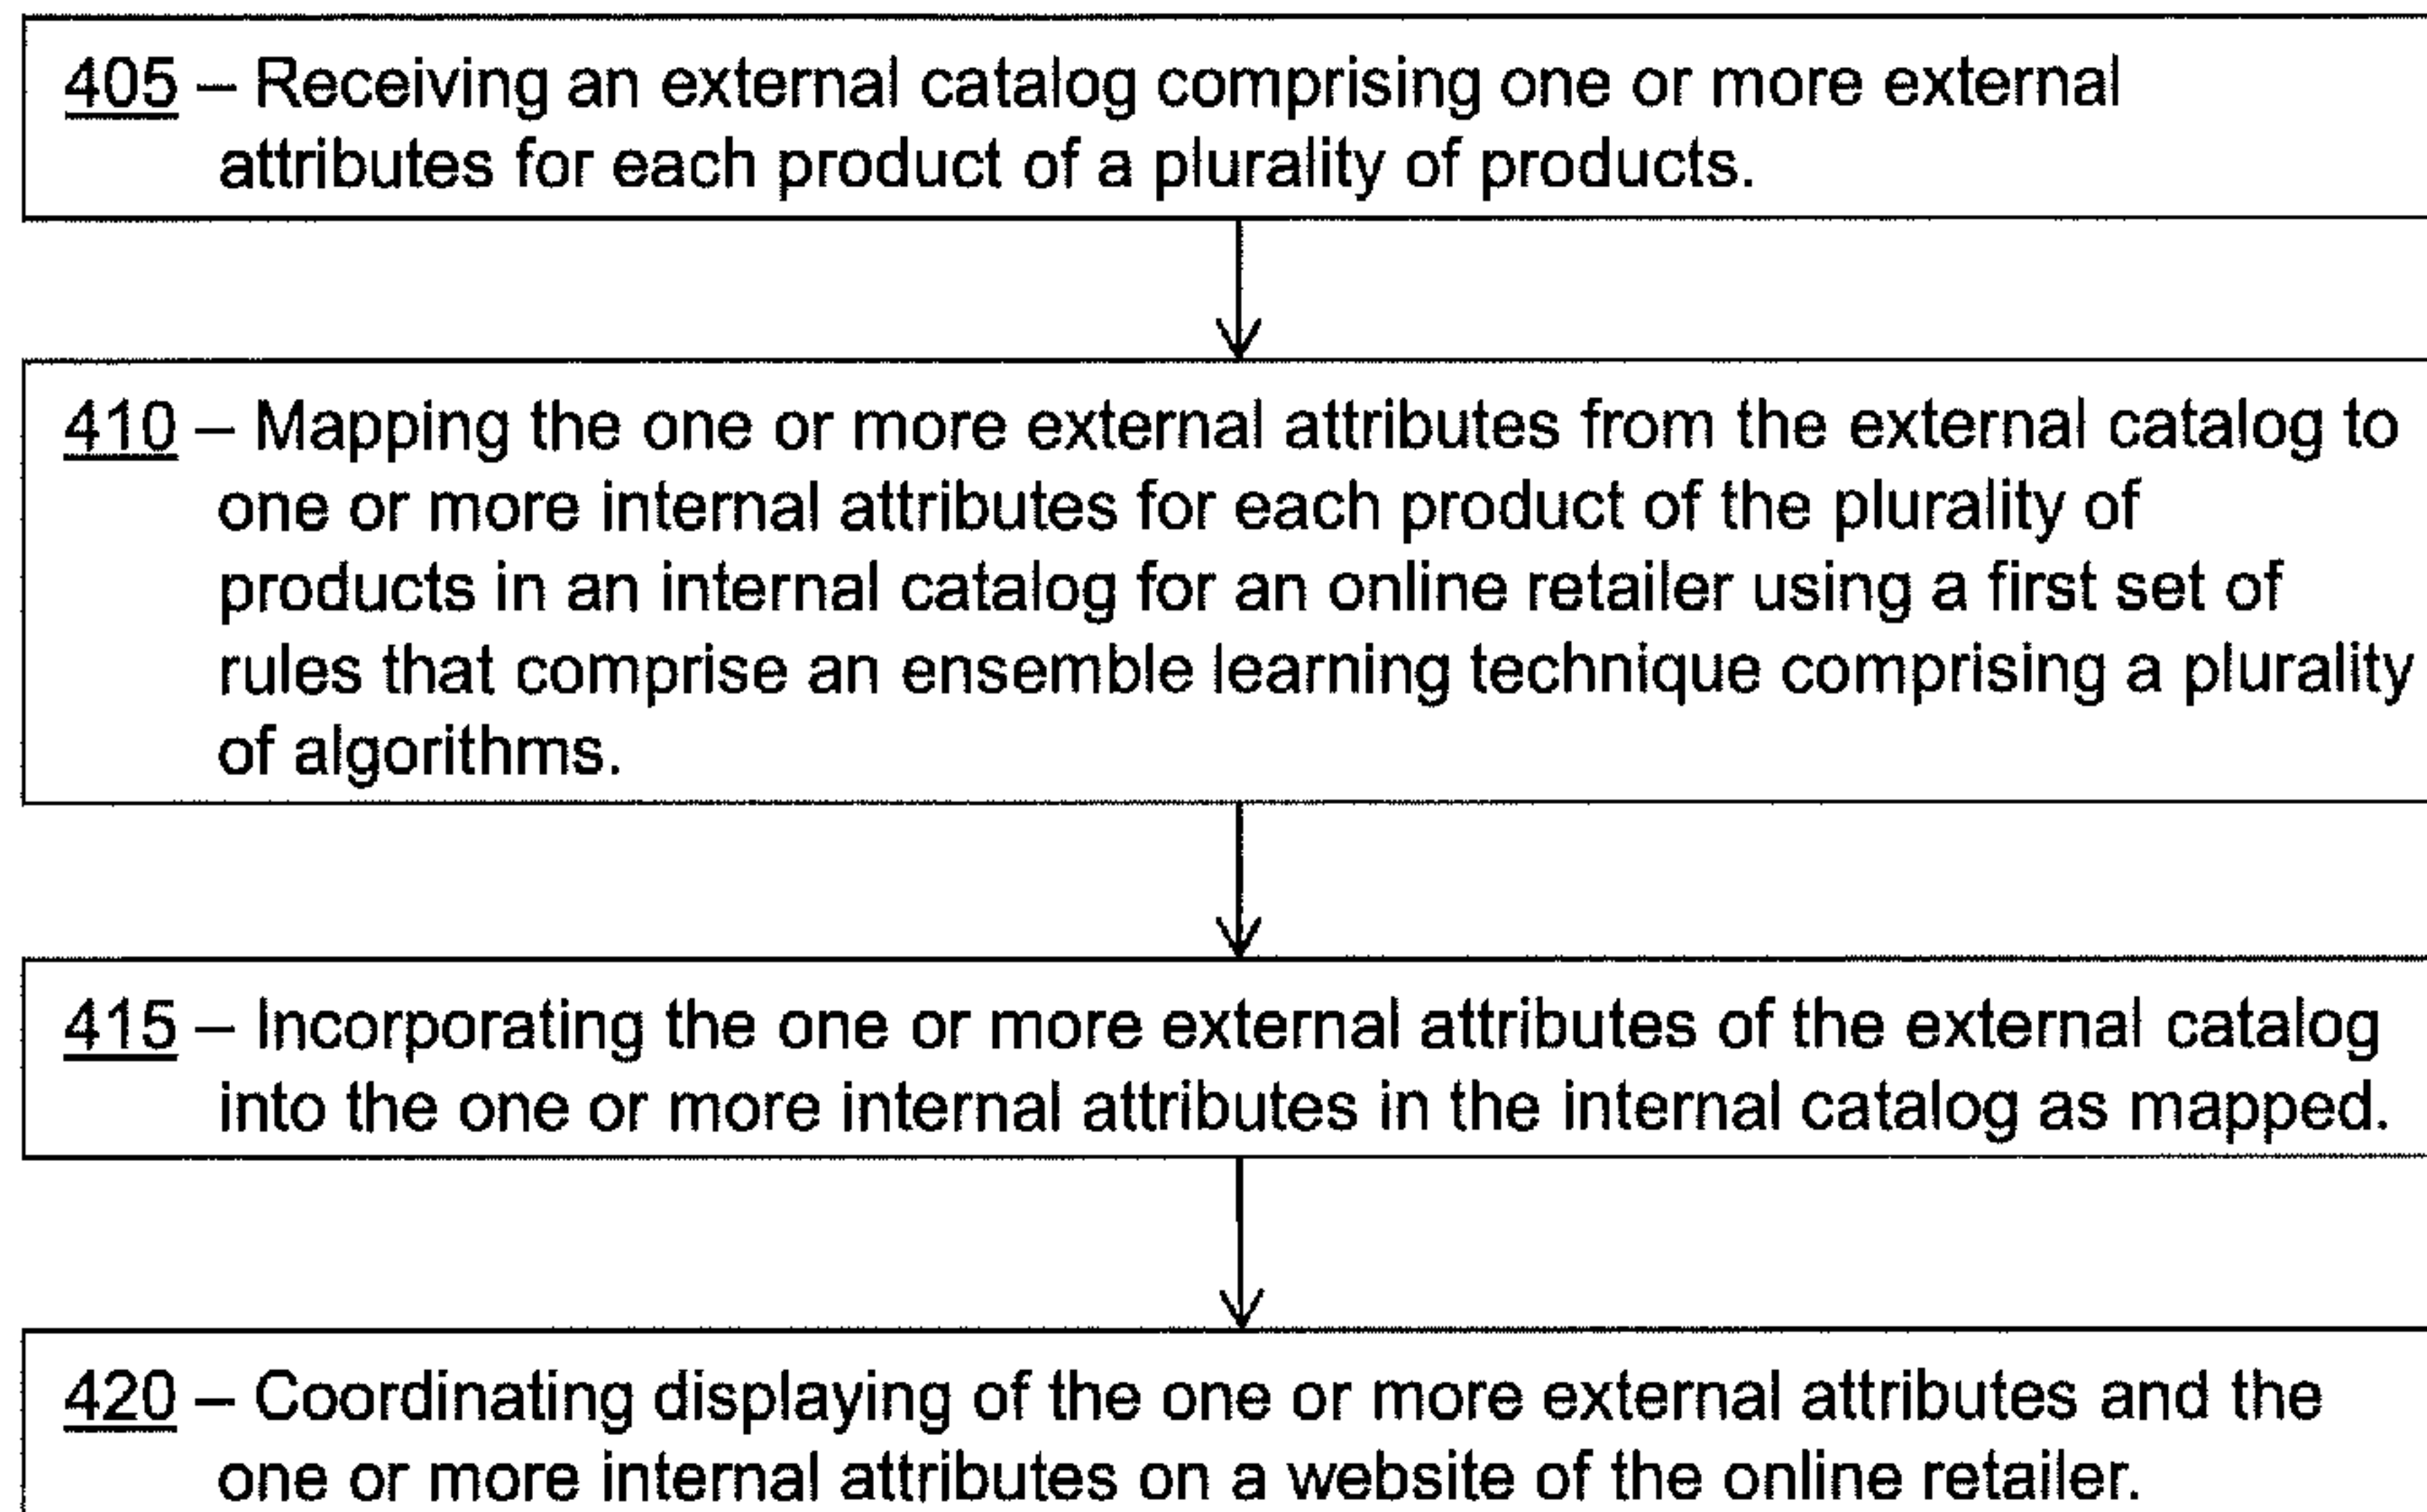 405 – Receiving an external catalog comprising one or more external
attributes for each product of a plurality of products.
410 – Mapping the one or more external attributes from the external catalog to
one or more internal attributes for each product of the plurality of
products in an internal catalog for an online retailer using a first set of
rules that comprise an ensemble learning technique comprising a plurality
of algorithms.
415 – Incorporating the one or more external attributes of the external catalog
into the one or more internal attributes in the internal catalog as mapped.
420 – Coordinating displaying of the one or more external attributes and the
one or more internal attributes on a website of the online retailer.